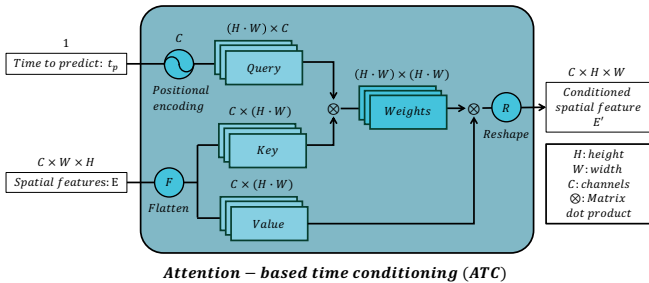 1
Time to predict: t_p
C
Positional
encoding
(H · W) × C
Query
(H · W) × (H · W)
Weights
C × (H · W)
Key
C × W × H
Spatial features: E
F
Flatten
C × (H · W)
Value
⊗
⊗
R
Reshape
C × H × W
Conditioned
spatial feature
E′
H: height
W: width
C: channels
⊗: Matrix
dot product
Attention − based time conditioning (ATC)